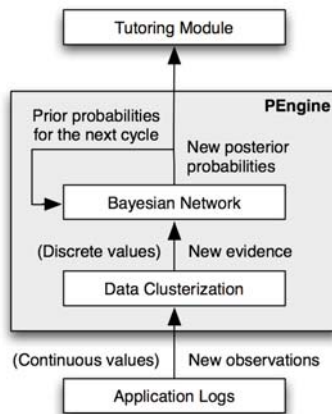 Tutoring Module
PEngine
Prior probabilities
for the next cycle
New posterior
probabilities
Bayesian Network
(Discrete values) New evidence
Data Clusterization
(Continuous values) New observations
Application Logs